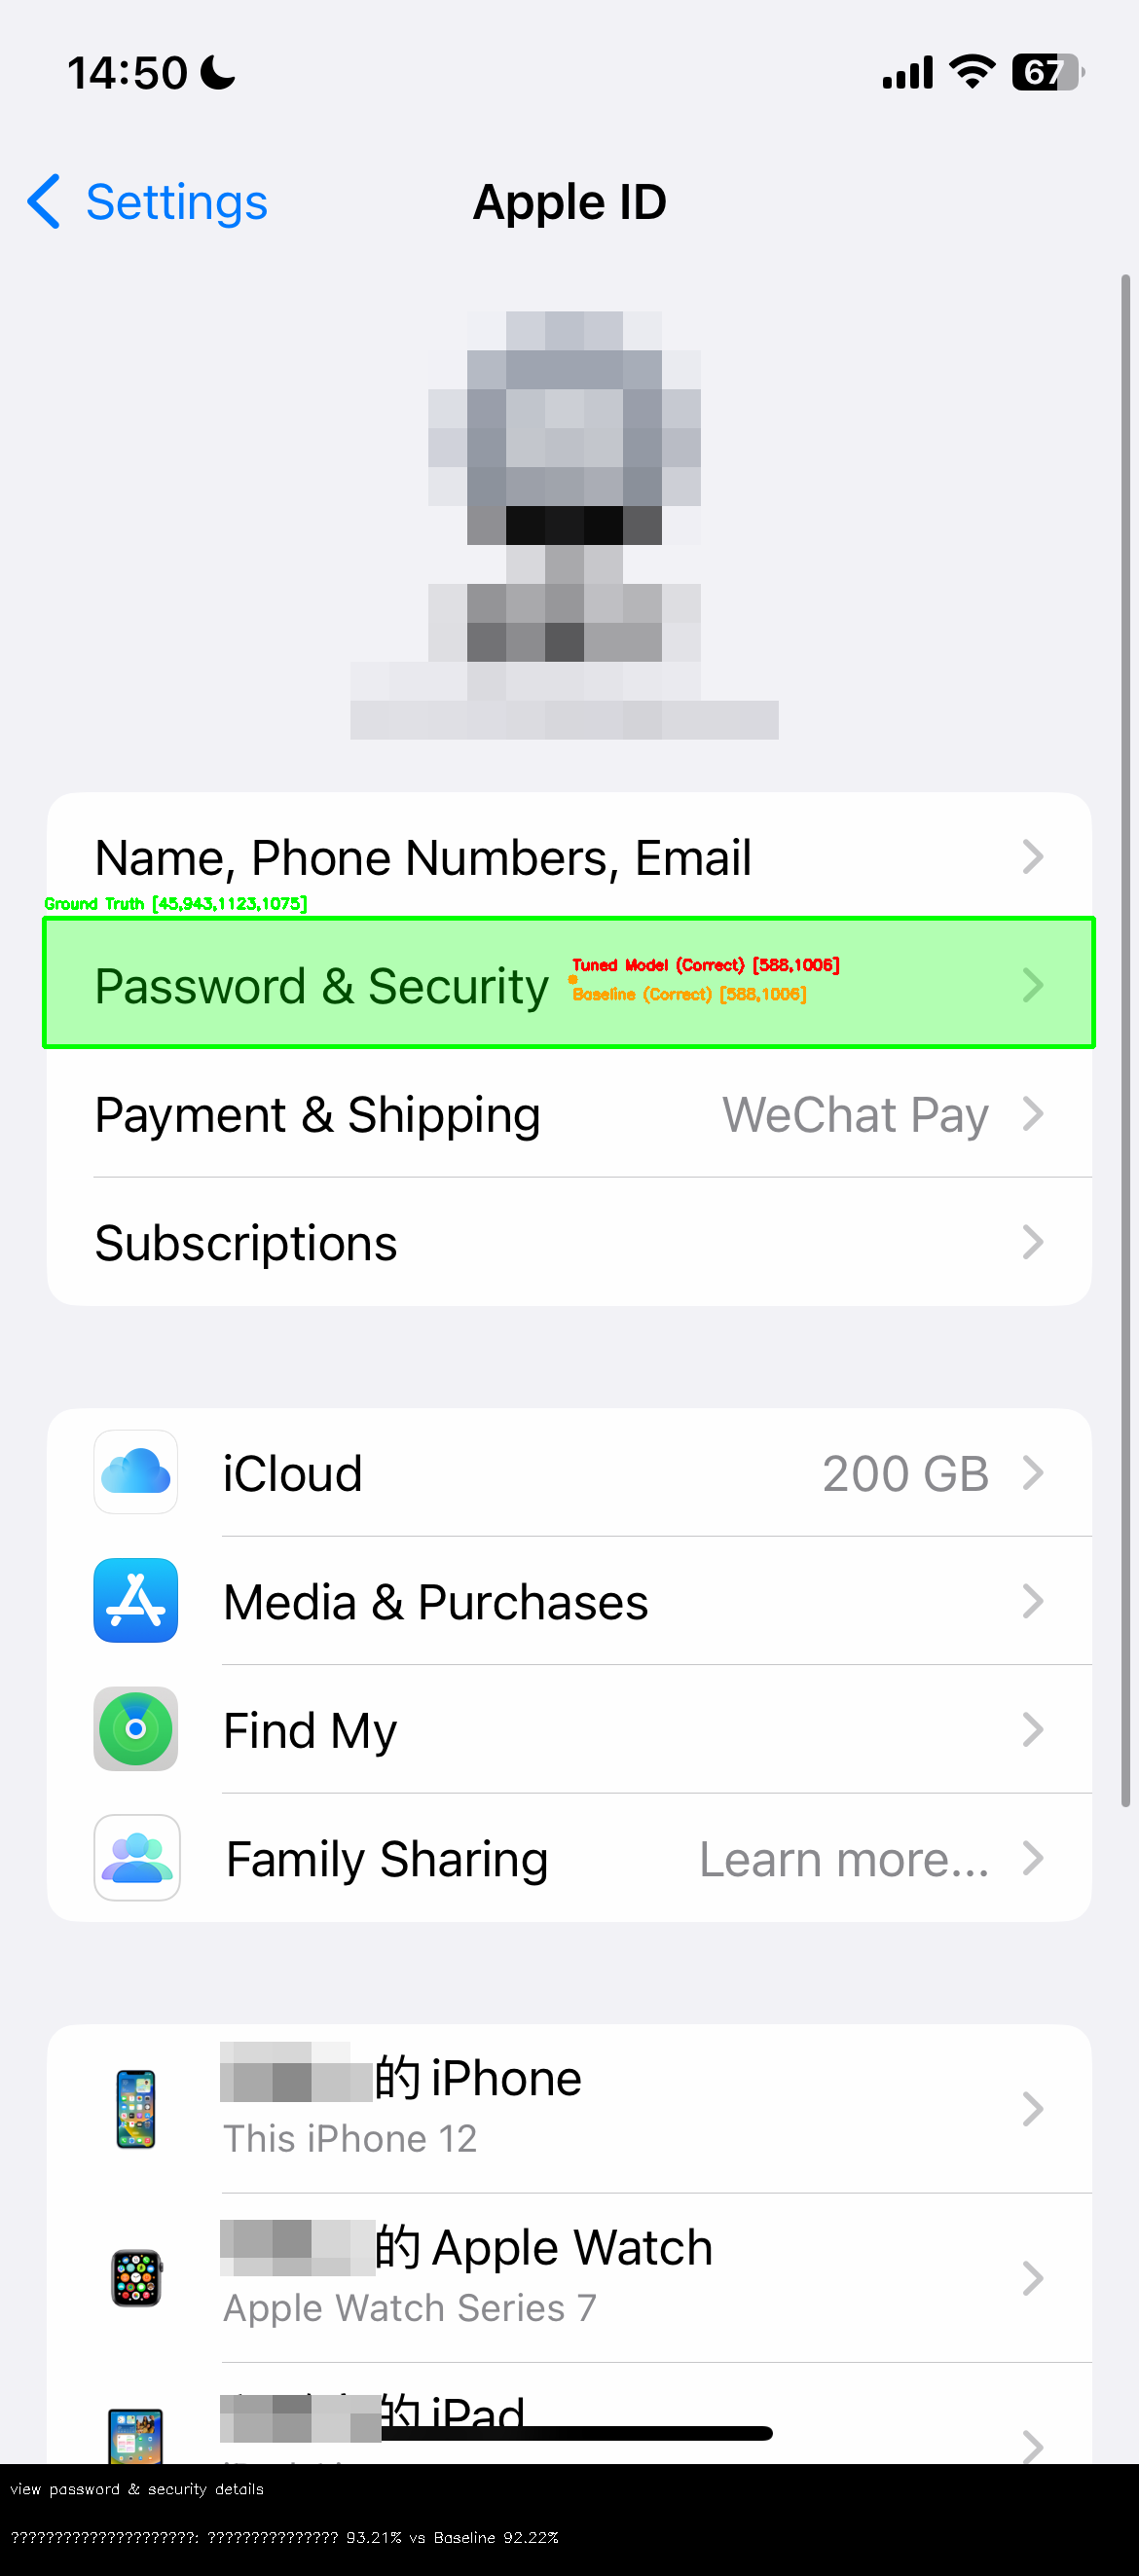 14:50
67
Settings
Apple ID
Name, Phone Numbers, Email
Ground Truth [45,943,1123,1075]
Password & Security
Tuned Model (Correct) [588,1006]
Baseline (Correct) [588,1006]
Payment & Shipping WeChat Pay
Subscriptions
iCloud 200 GB
Media & Purchases
Find My
Family Sharing Learn more...
的 iPhone
This iPhone 12
的 Apple Watch
Apple Watch Series 7
的 iPad
view password & security details
?????????????????????: ??????????????? 93.21% vs Baseline 92.22%